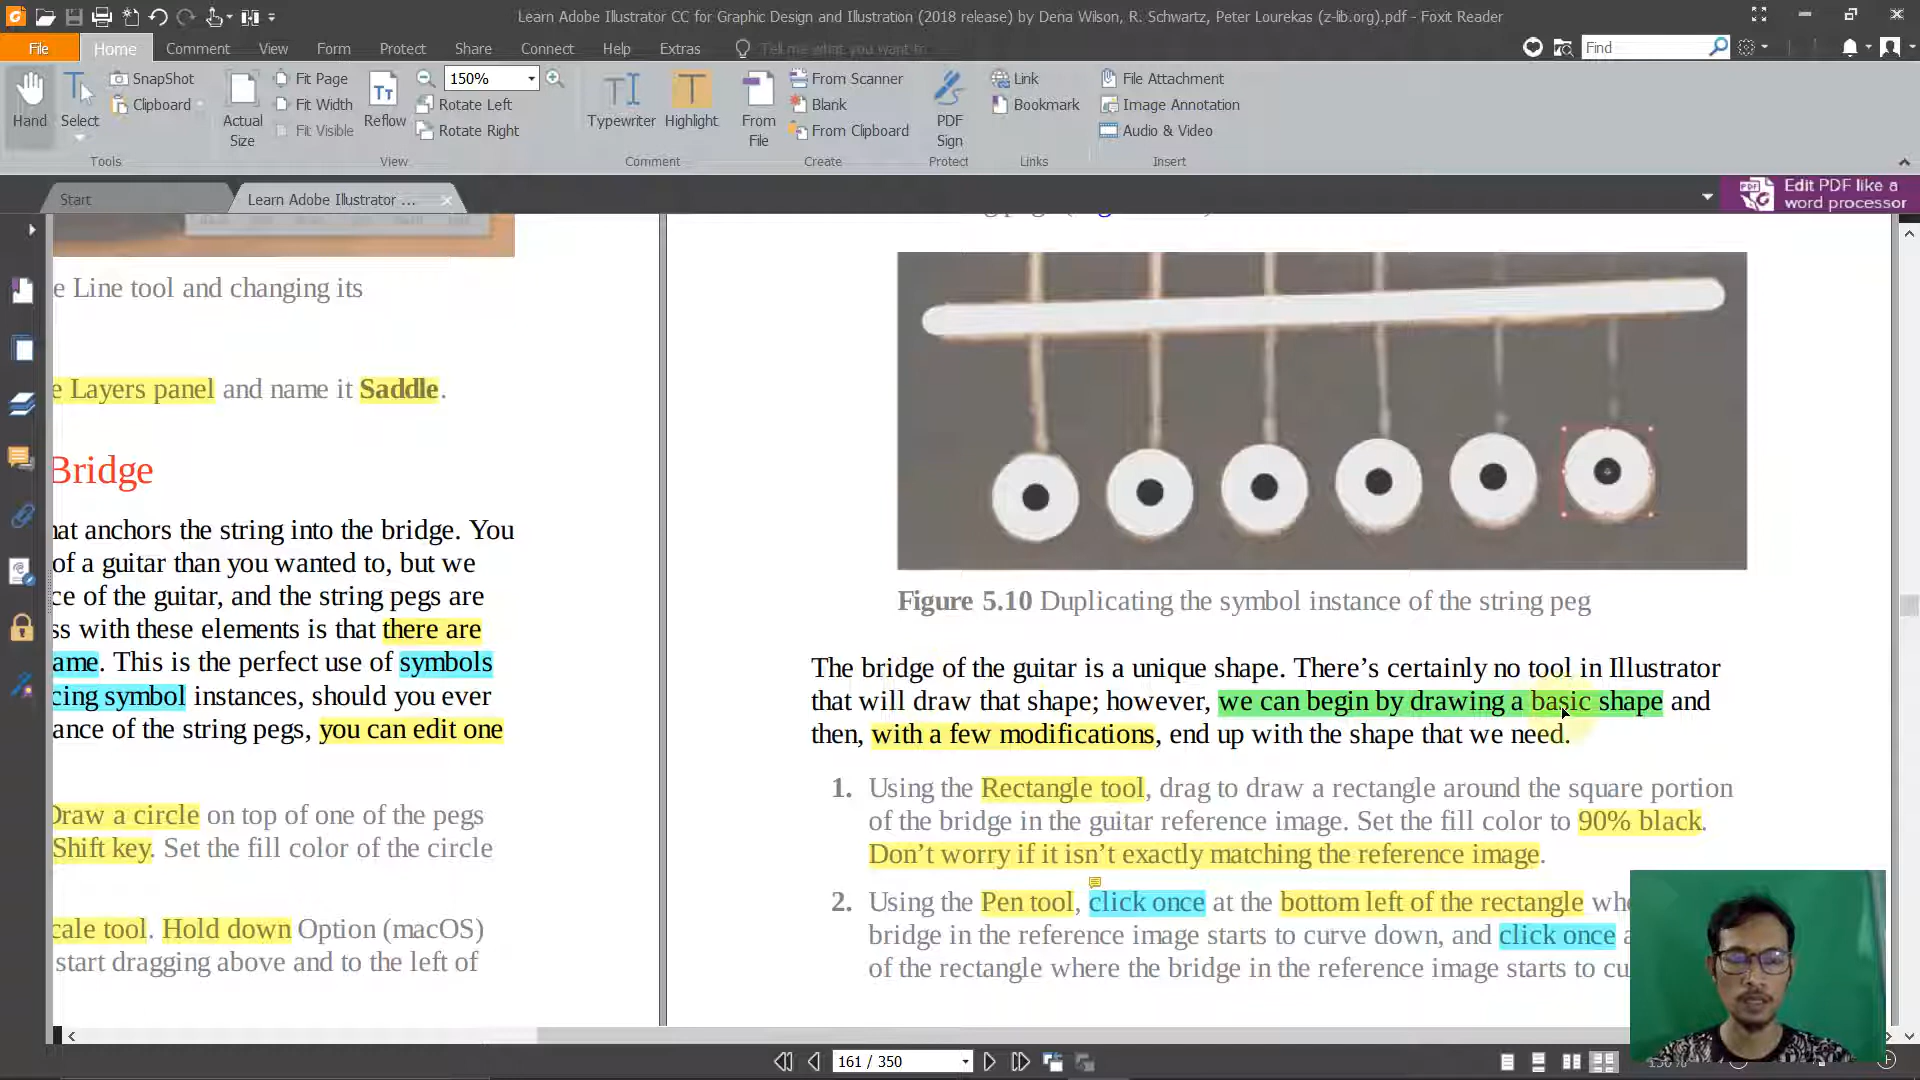 Learn Adobe Illustrator CC for Graphic Design and Illustration (2018 release) by Dena Wilson, R. Schwartz, Peter Lourekas (z-lib.org).pdf - Foxit Reader
File Home Comment View Form Protect Share Connect Help Extras Tell me what you want to Find
SnapShot Fit Page 150% From Scanner Link File Attachment
Clipboard Fit Width Rotate Left Blank Bookmark Image Annotation
Hand Select Actual Size Fit Visible Reflow Rotate Right Typewriter Highlight From File From Clipboard PDF Sign Audio & Video
Tools View Comment Create Protect Links Insert
Start Learn Adobe Illustrator ...
Edit PDF like a
word processor
e Line tool and changing its
e Layers panel and name it Saddle.
Bridge
hat anchors the string into the bridge. You
of a guitar than you wanted to, but we
ce of the guitar, and the string pegs are
ss with these elements is that there are
ame. This is the perfect use of symbols
cing symbol instances, should you ever
ance of the string pegs, you can edit one
Draw a circle on top of one of the pegs
Shift key. Set the fill color of the circle
cale tool. Hold down Option (macOS)
start dragging above and to the left of
Figure 5.10 Duplicating the symbol instance of the string peg
The bridge of the guitar is a unique shape. There's certainly no tool in Illustrator
that will draw that shape; however, we can begin by drawing a basic shape and
then, with a few modifications, end up with the shape that we need.
1. Using the Rectangle tool, drag to draw a rectangle around the square portion
of the bridge in the guitar reference image. Set the fill color to 90% black.
Don't worry if it isn't exactly matching the reference image.
2. Using the Pen tool, click once at the bottom left of the rectangle whe
bridge in the reference image starts to curve down, and click once a
of the rectangle where the bridge in the reference image starts to cu
161 / 350
150%